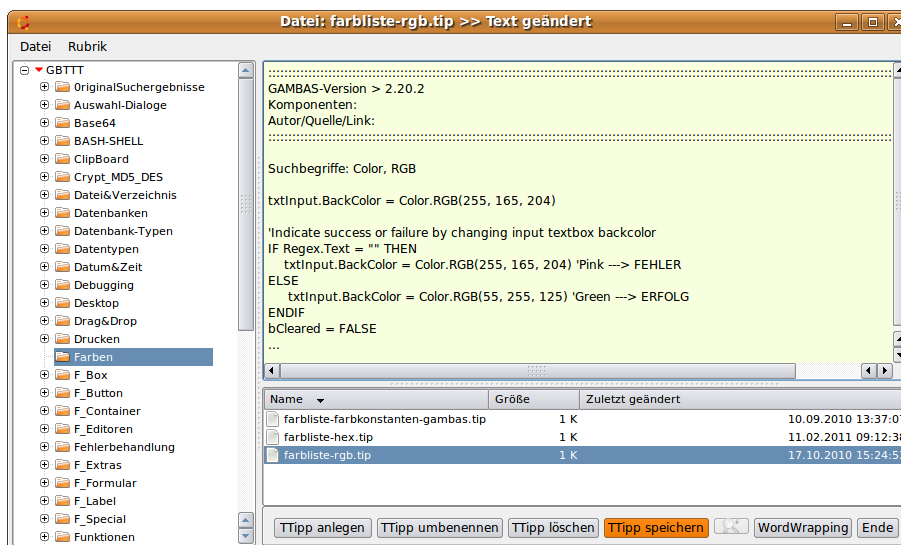 Datei: farbliste-rgb.tip >> Text geändert
Datei Rubrik
GBTTT
OriginalSuchergebnisse
Auswahl-Dialoge
Base64
BASH-SHELL
ClipBoard
Crypt_MD5_DES
Datei&Verzeichnis
Datenbanken
Datenbank-Typen
Datentypen
Datum&Zeit
Debugging
Desktop
Drag&Drop
Drucken
Farben
F_Box
F_Button
F_Container
F_Editoren
Fehlerbehandlung
F_Extras
F_Formular
F_Label
F_Special
Funktionen
GAMBAS-Version > 2.20.2
Komponenten:
Autor/Quelle/Link:
Suchbegriffe: Color, RGB
txtInput.BackColor = Color.RGB(255, 165, 204)
'Indicate success or failure by changing input textbox backcolor
IF Regex.Text = "" THEN
txtInput.BackColor = Color.RGB(255, 165, 204) 'Pink ---> FEHLER
ELSE
txtInput.BackColor = Color.RGB(55, 255, 125) 'Green ---> ERFOLG
ENDIF
bCleared = FALSE
...
Name Größe Zuletzt geändert
farbliste-farbkonstanten-gambas.tip 1 K 10.09.2010 13:37:07
farbliste-hex.tip 1 K 11.02.2011 09:12:38
farbliste-rgb.tip 1 K 17.10.2010 15:24:53
TTipp anlegen TTipp umbenennen TTipp löschen TTipp speichern WordWrapping Ende